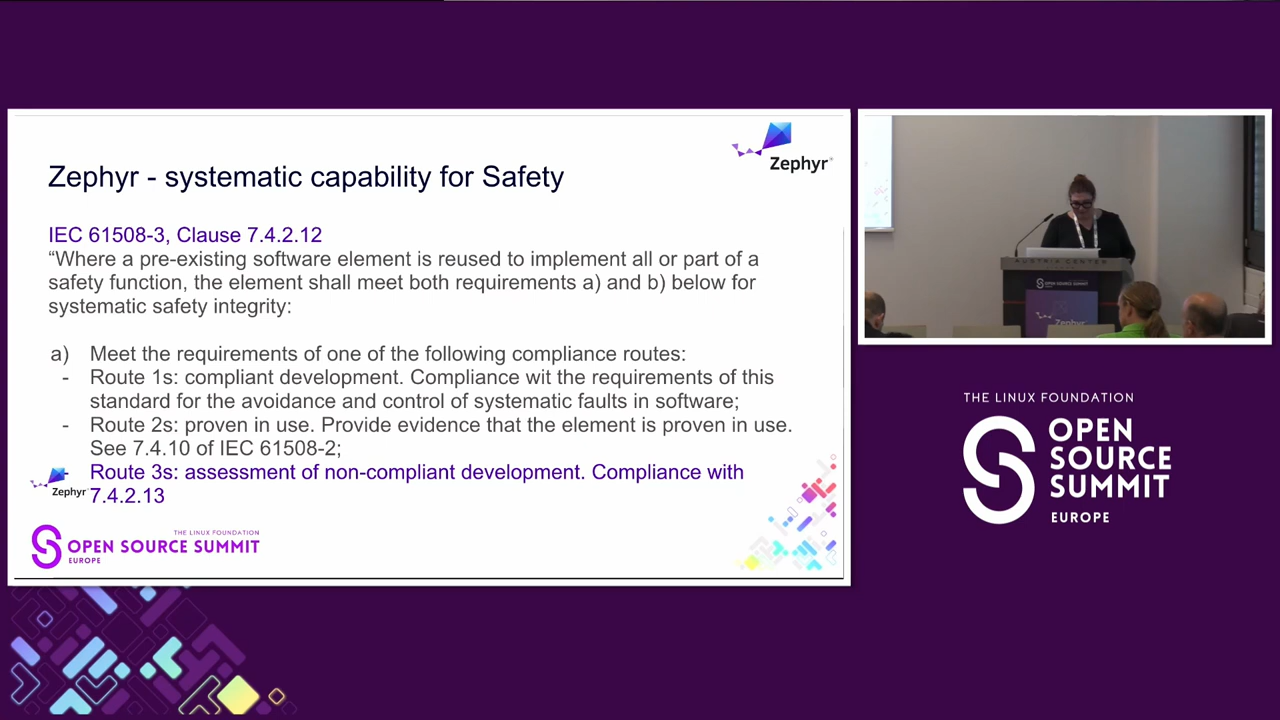 Zephyr
Zephyr - systematic capability for Safety
IEC 61508-3, Clause 7.4.2.12
“Where a pre-existing software element is reused to implement all or part of a
safety function, the element shall meet both requirements a) and b) below for
systematic safety integrity:
a) Meet the requirements of one of the following compliance routes:
- Route 1s: compliant development. Compliance wit the requirements of this
standard for the avoidance and control of systematic faults in software;
- Route 2s: proven in use. Provide evidence that the element is proven in use.
See 7.4.10 of IEC 61508-2;
- Route 3s: assessment of non-compliant development. Compliance with
7.4.2.13
Zephyr
THE LINUX FOUNDATION
OPEN SOURCE SUMMIT
EUROPE
AUSTRIA CENTER
OPEN SOURCE SUMMIT
Zephyr
THE LINUX FOUNDATION
OPEN
SOURCE
SUMMIT
EUROPE